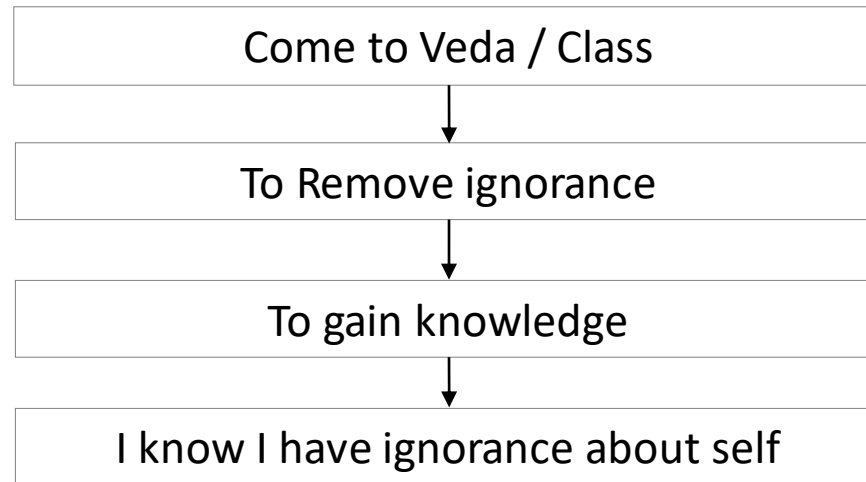 Come to Veda / Class
To Remove ignorance
To gain knowledge
I know I have ignorance about self